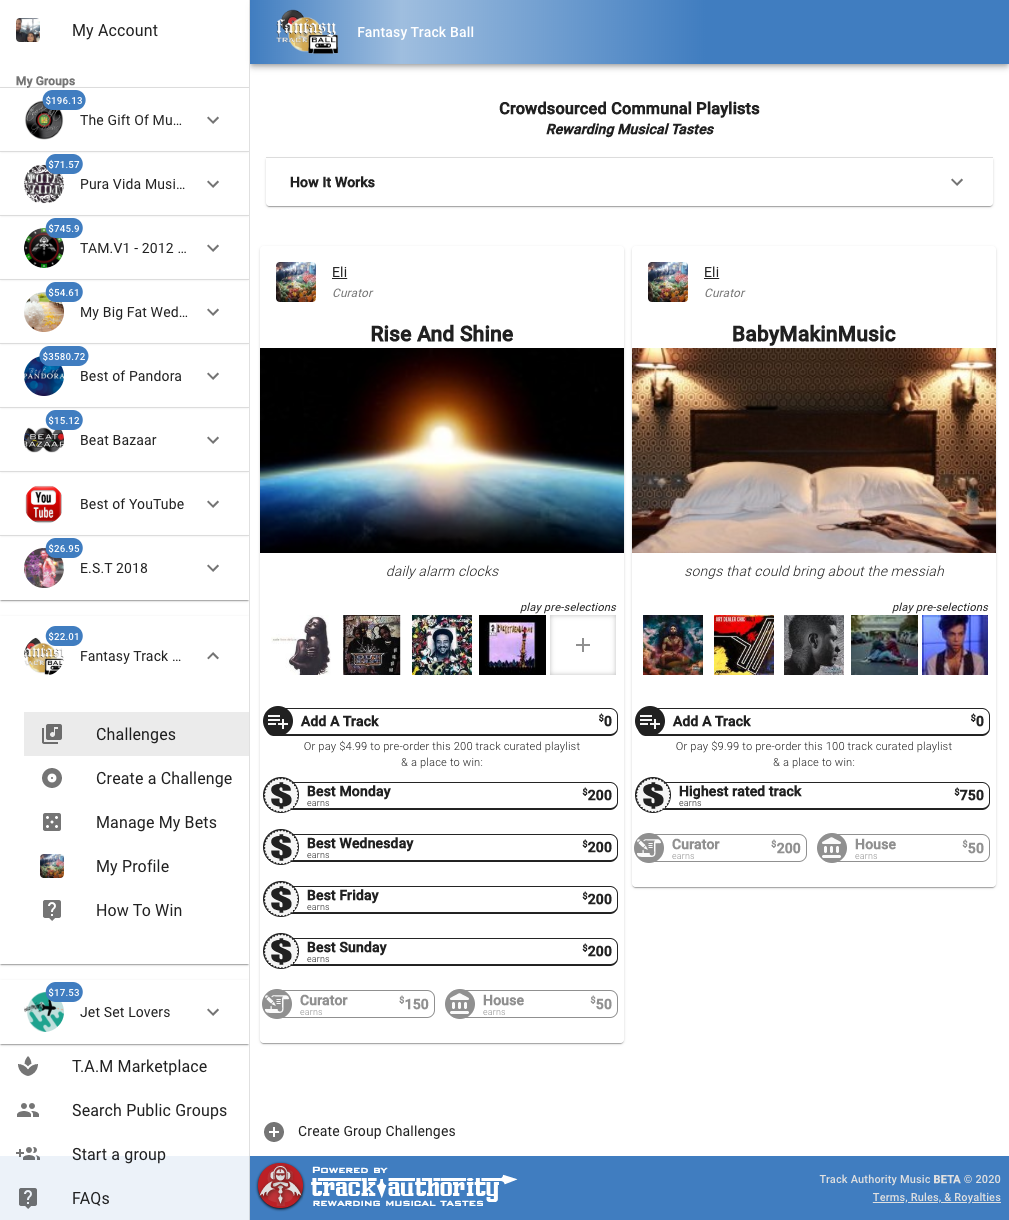 My Account
My Groups
$196.13
The Gift Of Mu...
$71.57
Pura Vida Musi...
$745.9
TAM.V1 - 2012 ...
$54.61
My Big Fat Wed...
$3580.72
PANDORA
Best of Pandora
$15.12
BEAT
BAZAAR
Beat Bazaar
You
Tube
Best of YouTube
$26.95
E.S.T 2018
$22.01
fantasy
BALL
Fantasy Track ...
Challenges
Create a Challenge
Manage My Bets
My Profile
How To Win
$17.53
Jet Set Lovers
T.A.M Marketplace
Search Public Groups
Start a group
FAQs
fantasy
TRACK
BALL
Fantasy Track Ball
Crowdsourced Communal Playlists
Rewarding Musical Tastes
How It Works
Eli
Curator
Rise And Shine
daily alarm clocks
play pre-selections
Add A Track
$0
Or pay $4.99 to pre-order this 200 track curated playlist
& a place to win:
Best Monday
earns
$200
Best Wednesday
earns
$200
Best Friday
earns
$200
Best Sunday
earns
$200
Curator
earns
$150
House
earns
$50
Eli
Curator
BabyMakinMusic
songs that could bring about the messiah
play pre-selections
Add A Track
$0
Or pay $9.99 to pre-order this 100 track curated playlist
& a place to win:
Highest rated track
earns
$750
Curator
earns
$200
House
earns
$50
Create Group Challenges
POWERED BY
track authority
REWARDING MUSICAL TASTES
Track Authority Music BETA © 2020
Terms, Rules, & Royalties